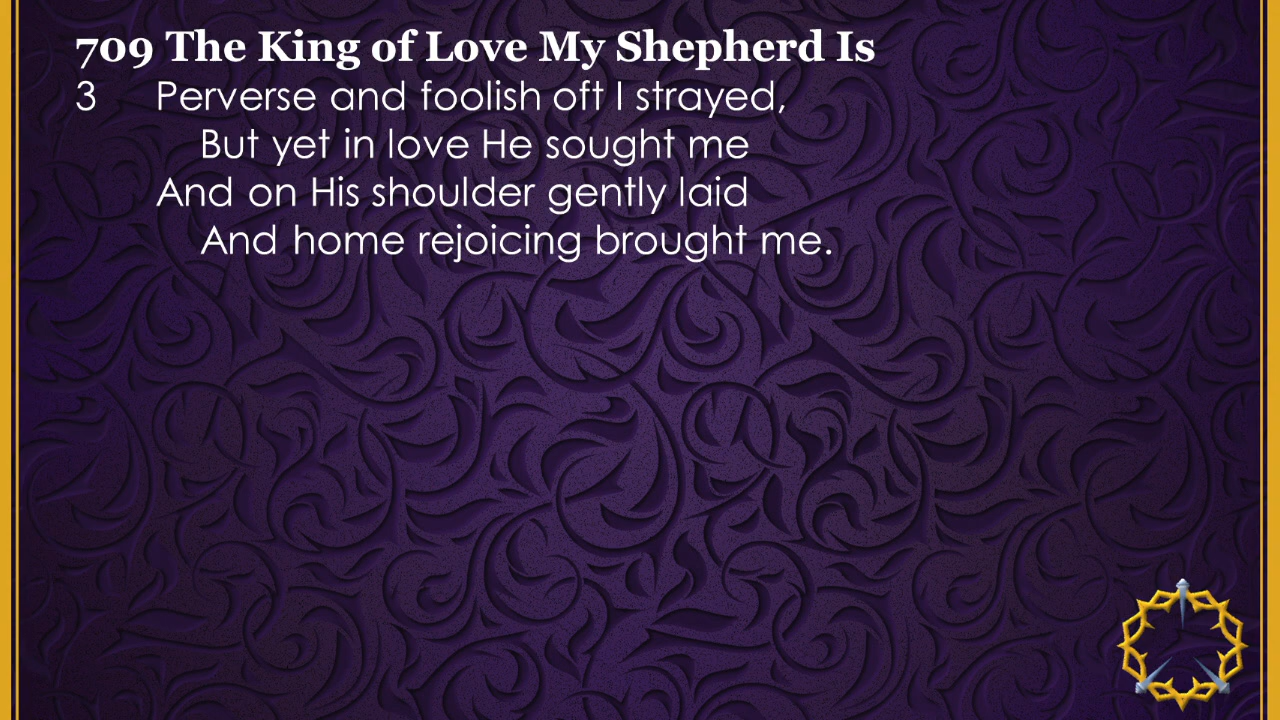 709 The King of Love My Shepherd Is
3 Perverse and foolish oft I strayed,
But yet in love He sought me
And on His shoulder gently laid
And home rejoicing brought me.